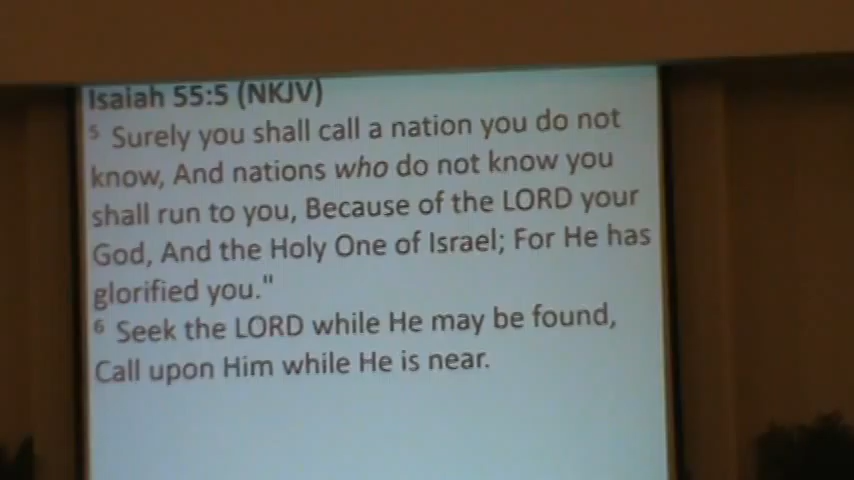 Isaiah 55:5 (NKJV)
5 Surely you shall call a nation you do not
know, And nations who do not know you
shall run to you, Because of the LORD your
God, And the Holy One of Israel; For He has
glorified you."
6 Seek the LORD while He may be found,
Call upon Him while He is near.